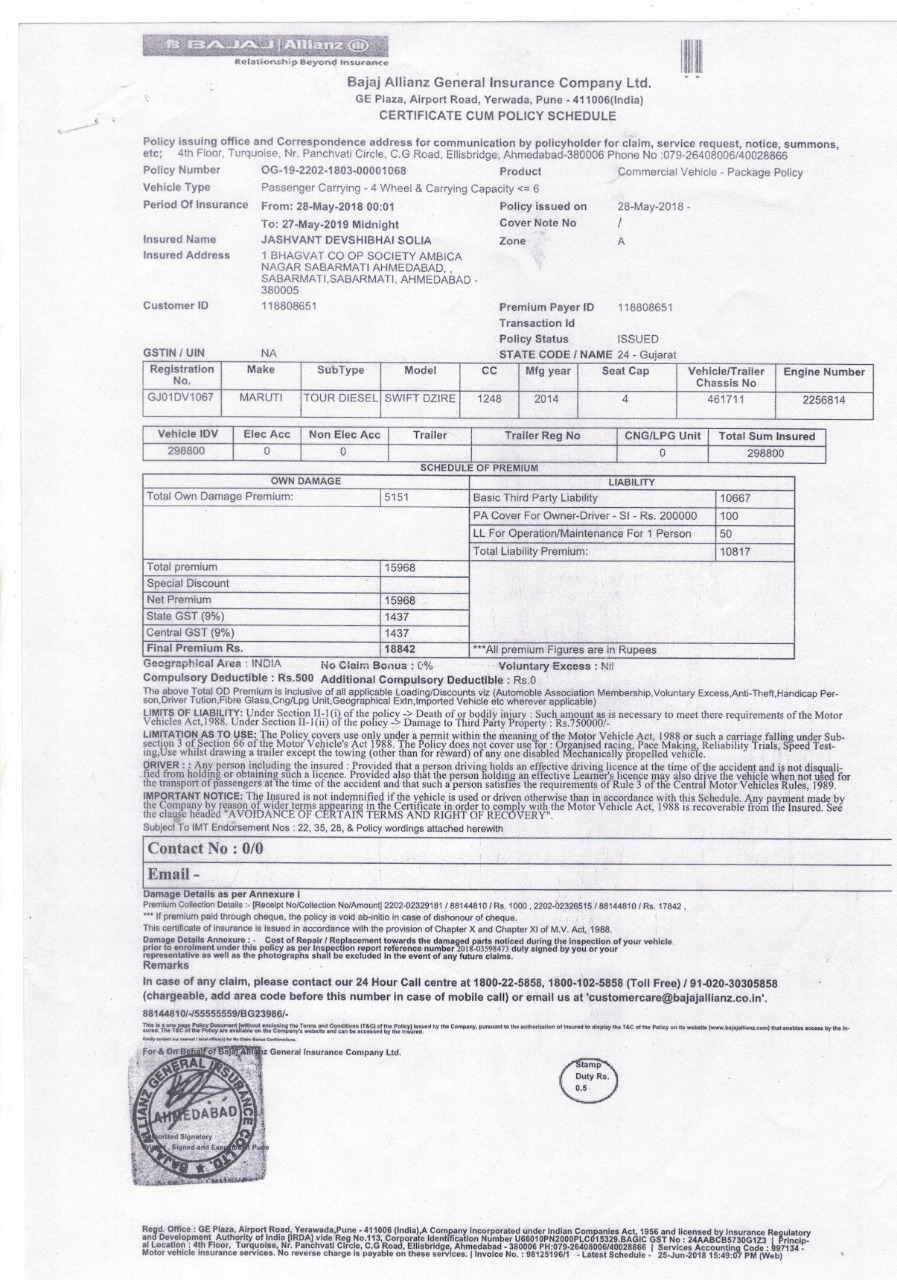 BAJAJ Allianz
Relationship Beyond Insurance
Bajaj Allianz General Insurance Company Ltd.
GE Plaza, Airport Road, Yerwada, Pune - 411006(India)
CERTIFICATE CUM POLICY SCHEDULE
Policy issuing office and Correspondence address for communication by policyholder for claim, service request, notice, summons,
etc; 4th Floor, Turquoise, Nr. Panchvati Circle, C.G Road, Ellisbridge, Ahmedabad-380006 Phone No :079-26408006/40028866
Policy Number OG-19-2202-1803-00001068 Product Commercial Vehicle - Package Policy
Vehicle Type Passenger Carrying - 4 Wheel & Carrying Capacity <= 6
Period Of Insurance From: 28-May-2018 00:01 Policy issued on 28-May-2018 -
To: 27-May-2019 Midnight Cover Note No /
Insured Name JASHVANT DEVSHIBHAI SOLIA Zone A
Insured Address 1 BHAGVAT CO OP SOCIETY AMBICA
NAGAR SABARMATI AHMEDABAD, ,
SABARMATI,SABARMATI, AHMEDABAD -
380005
Customer ID 118808651 Premium Payer ID 118808651
Transaction Id
Policy Status ISSUED
GSTIN / UIN NA STATE CODE / NAME 24 - Gujarat
Registration No. Make SubType Model CC Mfg year Seat Cap Vehicle/Trailer Chassis No Engine Number
GJ01DV1067 MARUTI TOUR DIESEL SWIFT DZIRE 1248 2014 4 461711 2256814
Vehicle IDV Elec Acc Non Elec Acc Trailer Trailer Reg No CNG/LPG Unit Total Sum Insured
298800 0 0 0 298800
SCHEDULE OF PREMIUM
OWN DAMAGE LIABILITY
Total Own Damage Premium: 5151 Basic Third Party Liability 10667
PA Cover For Owner-Driver - SI - Rs. 200000 100
LL For Operation/Maintenance For 1 Person 50
Total Liability Premium: 10817
Total premium 15968
Special Discount
Net Premium 15968
State GST (9%) 1437
Central GST (9%) 1437
Final Premium Rs. 18842 ***All premium Figures are in Rupees
Geographical Area : INDIA No Claim Bonus : 0% Voluntary Excess : Nil
Compulsory Deductible : Rs.500 Additional Compulsory Deductible : Rs.0
The above Total OD Premium is inclusive of all applicable Loading/Discounts viz (Automoble Association Membership,Voluntary Excess,Anti-Theft,Handicap Per-
son,Driver Tution,Fibre Glass,Cng/Lpg Unit,Geographical Extn,Imported Vehicle etc wherever applicable)
LIMITS OF LIABILITY: Under Section II-1(i) of the policy -> Death of or bodily injury : Such amount as is necessary to meet there requirements of the Motor
Vehicles Act,1988. Under Section II-1(ii) of the policy -> Damage to Third Party Property : Rs.750000/-
LIMITATION AS TO USE: The Policy covers use only under a permit within the meaning of the Motor Vehicle Act, 1988 or such a carriage falling under Sub-
section 3 of Section 66 of the Motor Vehicle's Act 1988. The Policy does not cover use for : Organised racing, Pace Making, Reliability Trials, Speed Test-
ing,Use whilst drawing a trailer except the towing (other than for reward) of any one disabled Mechanically propelled vehicle.
DRIVER : : Any person including the insured : Provided that a person driving holds an effective driving licence at the time of the accident and is not disquali-
fied from holding or obtaining such a licence. Provided also that the person holding an effective Learner's licence may also drive the vehicle when not used for
the transport of passengers at the time of the accident and that such a person satisfies the requirements of Rule 3 of the Central Motor Vehicles Rules, 1989.
IMPORTANT NOTICE: The Insured is not indemnified if the vehicle is used or driven otherwise than in accordance with this Schedule. Any payment made by
the Company by reason of wider terms appearing in the Certificate in order to comply with the Motor Vehicle Act, 1988 is recoverable from the Insured. See
the clause headed "AVOIDANCE OF CERTAIN TERMS AND RIGHT OF RECOVERY".
Subject To IMT Endorsement Nos : 22, 35, 28, & Policy wordings attached herewith
Contact No : 0/0
Email -
Damage Details as per Annexure I
Premium Collection Details :- [Receipt No/Collection No/Amount] 2202-02329181 / 88144810 / Rs. 1000 , 2202-02326515 / 88144810 / Rs. 17842 ,
*** If premium paid through cheque, the policy is void ab-initio in case of dishonour of cheque.
This certificate of Insurance is issued in accordance with the provision of Chapter X and Chapter XI of M.V. Act, 1988.
Damage Details Annexure : - Cost of Repair / Replacement towards the damaged parts noticed during the inspection of your vehicle
prior to enrolment under this policy as per Inspection report reference number 2018-03598473 duly signed by you or your
representative as well as the photographs shall be excluded in the event of any future claims.
Remarks
In case of any claim, please contact our 24 Hour Call centre at 1800-22-5858, 1800-102-5858 (Toll Free) / 91-020-30305858
(chargeable, add area code before this number in case of mobile call) or email us at 'customercare@bajajallianz.co.in'.
88144810/-/55555559/BG23986/-
This is a one page Policy Document [without enclosing the Terms and Conditions (T&C) of the Policy] issued by the Company, pursuant to the authorisation of insured to display the T&C of the Policy on its website (www.bajajallianz.com) that enables access by the in-
sured. The T&C of the Policy are available on the Company's website and can be accessed by the insured.
Kindly contact our nearest / local office(s) for No Claim Bonus Confirmation.
For & On Behalf of Bajaj Allianz General Insurance Company Ltd.
BAJAJ ALLIANZ GENERAL INSURANCE CO. LTD.
AHMEDABAD
Authorized Signatory
Signed and Executed Pune
Stamp
Duty Rs.
0.5
Regd. Office : GE Plaza, Airport Road, Yerawada,Pune - 411006 (India),A Company incorporated under Indian Companies Act, 1956 and licensed by Insurance Regulatory
and Development Authority of India [IRDA] vide Reg No.113, Corporate Identification Number U66010PN2000PLC015329.BAGIC GST No : 24AABCB5730G1Z3 | Princip-
al Location : 4th Floor, Turquoise, Nr. Panchvati Circle, C.G Road, Ellisbridge, Ahmedabad - 380006 PH:079-26408006/40028866 | Services Accounting Code : 997134 -
Motor vehicle insurance services. No reverse charge is payable on these services. | Invoice No. : 98125196/1 - Latest Schedule - 25-Jun-2018 15:49:07 PM (Web)